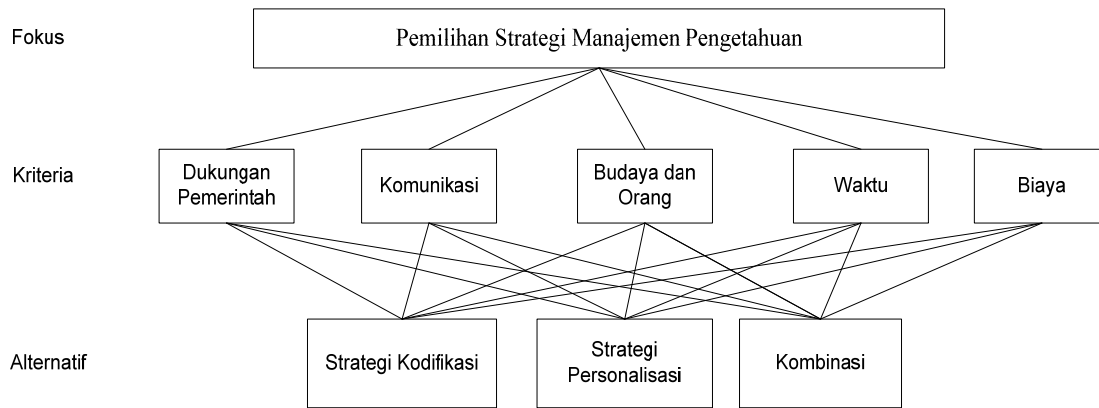 Fokus
Pemilihan Strategi Manajemen Pengetahuan
Kriteria
Dukungan
Pemerintah
Komunikasi
Budaya dan
Orang
Waktu
Biaya
Alternatif
Strategi Kodifikasi
Strategi
Personalisasi
Kombinasi